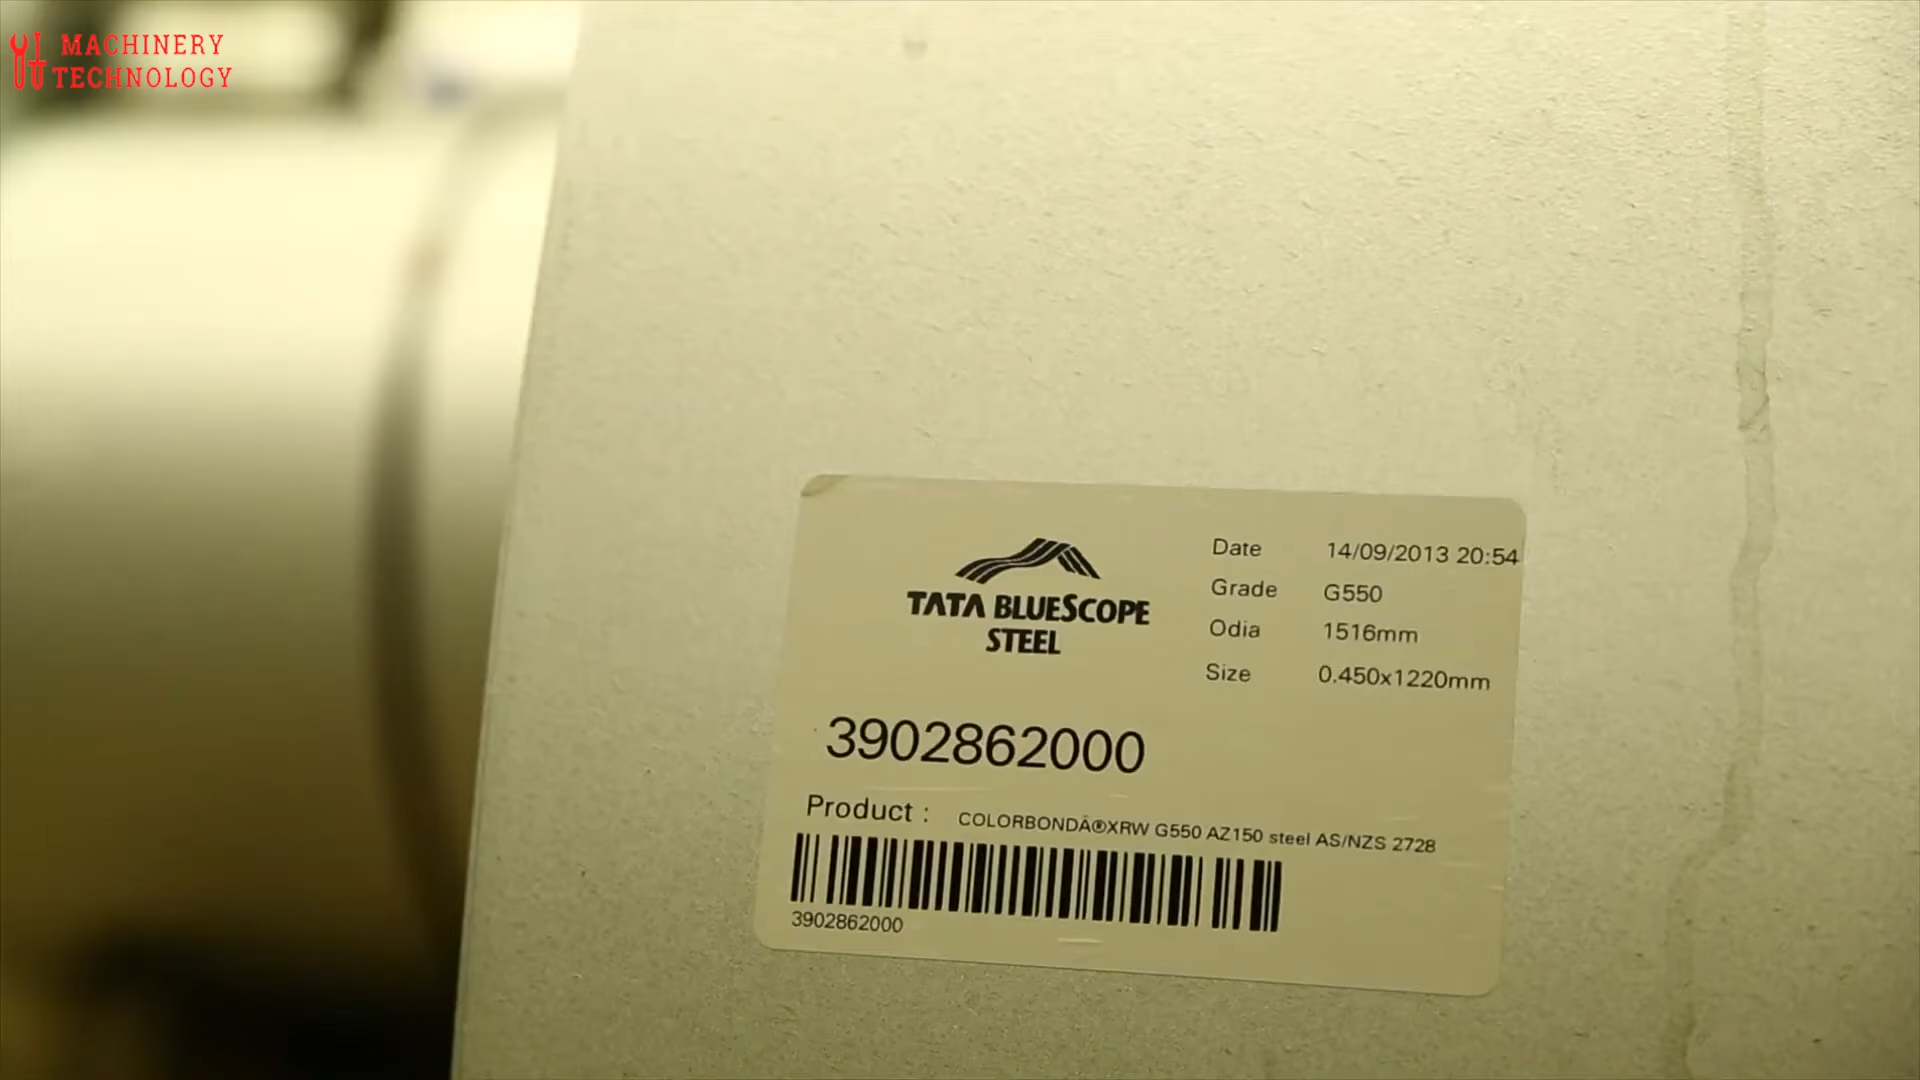 MACHINERY
TECHNOLOGY
TATA BLUESCOPE
STEEL
Date 14/09/2013 20:54
Grade G550
Odia 1516mm
Size 0.450x1220mm
3902862000
Product : COLORBONDÂ®XRW G550 AZ150 steel AS/NZS 2728
3902862000